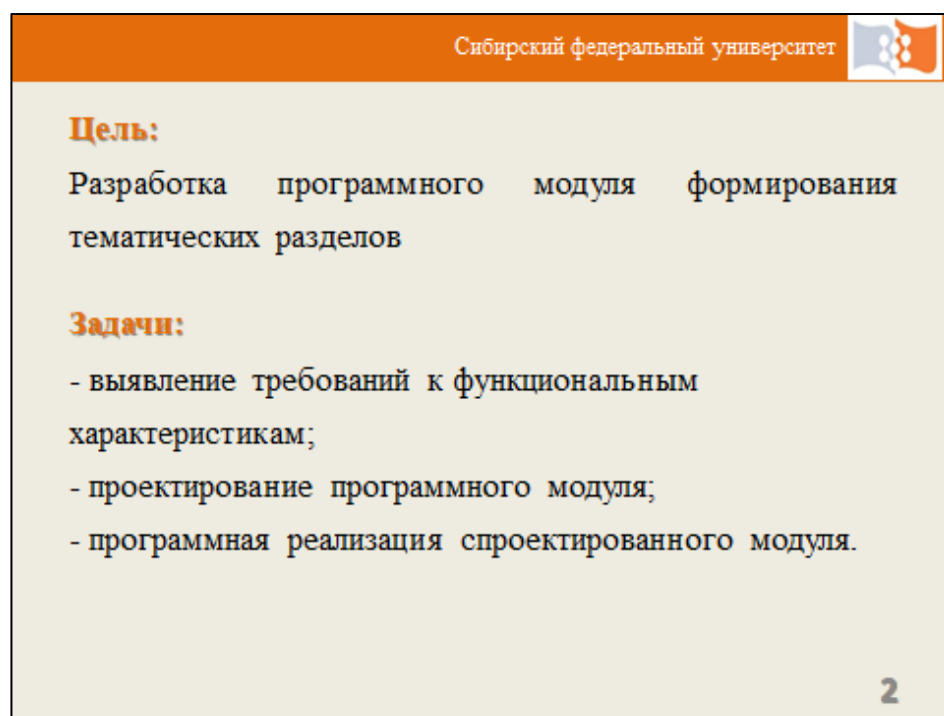 Сибирский федеральный университет
Цель:
Разработка программного модуля формирования
тематических разделов
Задачи:
- выявление требований к функциональным
характеристикам;
- проектирование программного модуля;
- программная реализация спроектированного модуля.
2